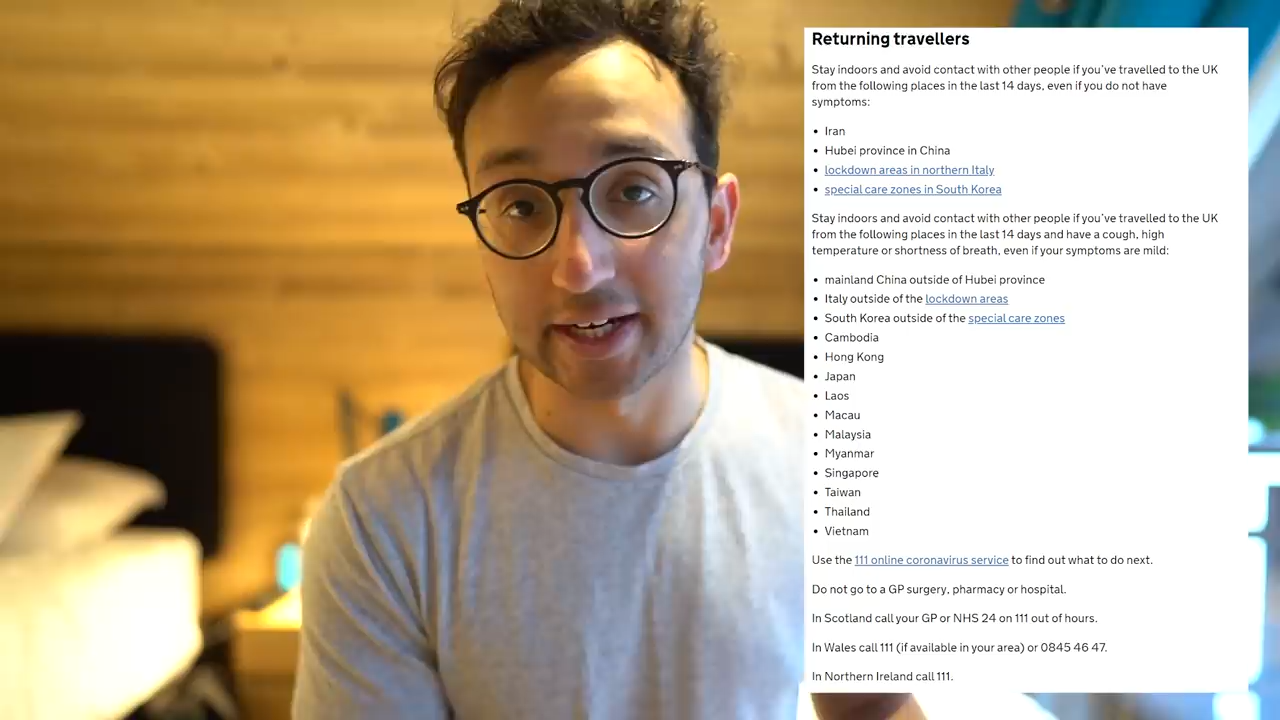 Returning travellers
Stay indoors and avoid contact with other people if you've travelled to the UK
from the following places in the last 14 days, even if you do not have
symptoms:
• Iran
• Hubei province in China
• lockdown areas in northern Italy
• special care zones in South Korea
Stay indoors and avoid contact with other people if you've travelled to the UK
from the following places in the last 14 days and have a cough, high
temperature or shortness of breath, even if your symptoms are mild:
• mainland China outside of Hubei province
• Italy outside of the lockdown areas
• South Korea outside of the special care zones
• Cambodia
• Hong Kong
• Japan
• Laos
• Macau
• Malaysia
• Myanmar
• Singapore
• Taiwan
• Thailand
• Vietnam
Use the 111 online coronavirus service to find out what to do next.
Do not go to a GP surgery, pharmacy or hospital.
In Scotland call your GP or NHS 24 on 111 out of hours.
In Wales call 111 (if available in your area) or 0845 46 47.
In Northern Ireland call 111.